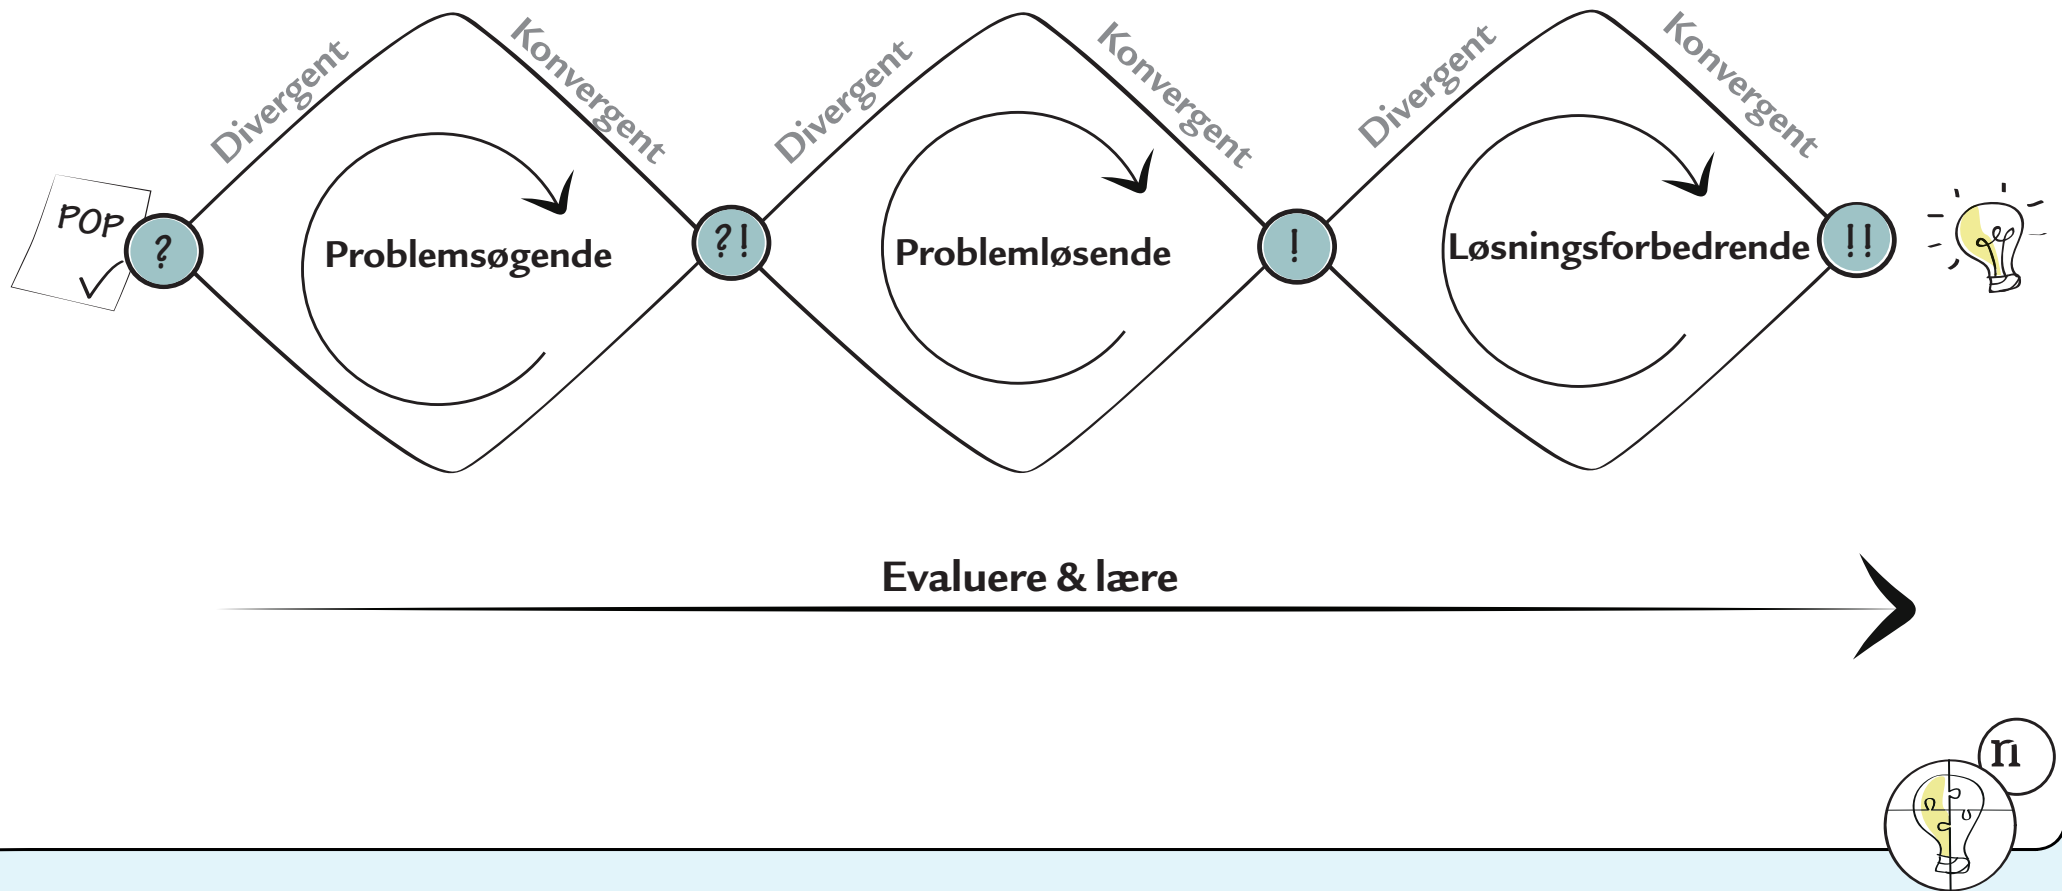 Divergent
Konvergent
Divergent
Konvergent
Divergent
Konvergent
POP
?
Problemsøgende
?!
Problemløsende
!
Løsningsforbedrende
!!
Evaluere & lære
n